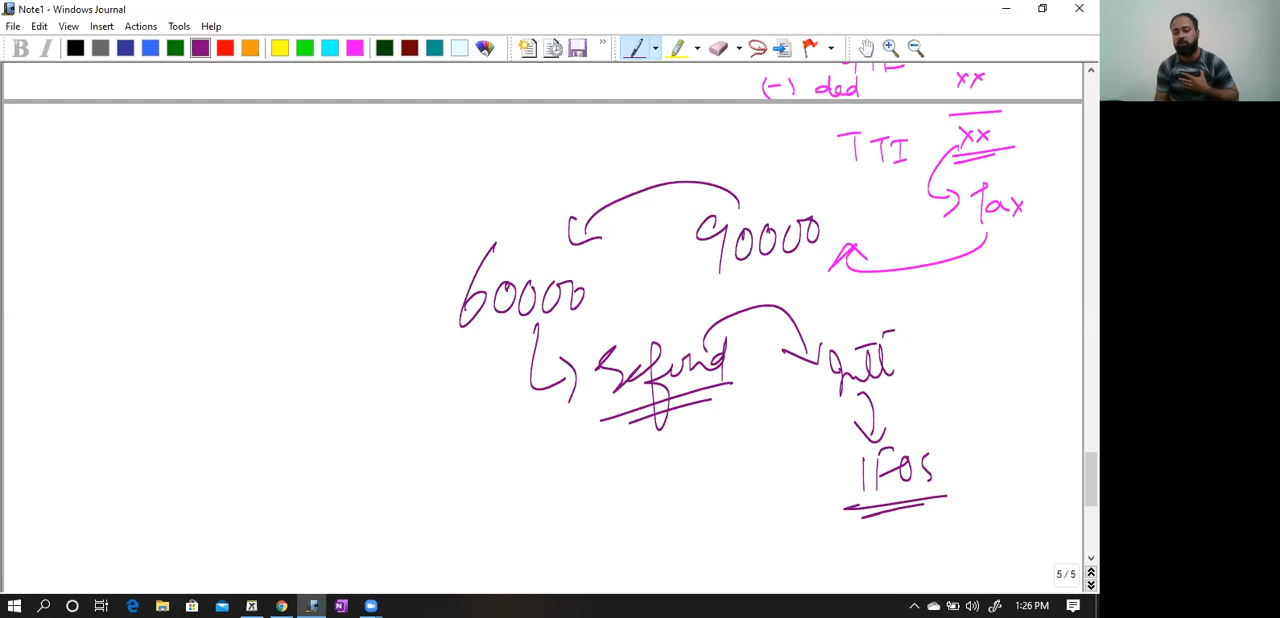 Note1 - Windows Journal
File Edit View Insert Actions Tools Help
B I
(-) ded xx
TTI xx
Tax
90000
60000
Refund
IFOS
5 / 5
1:26 PM